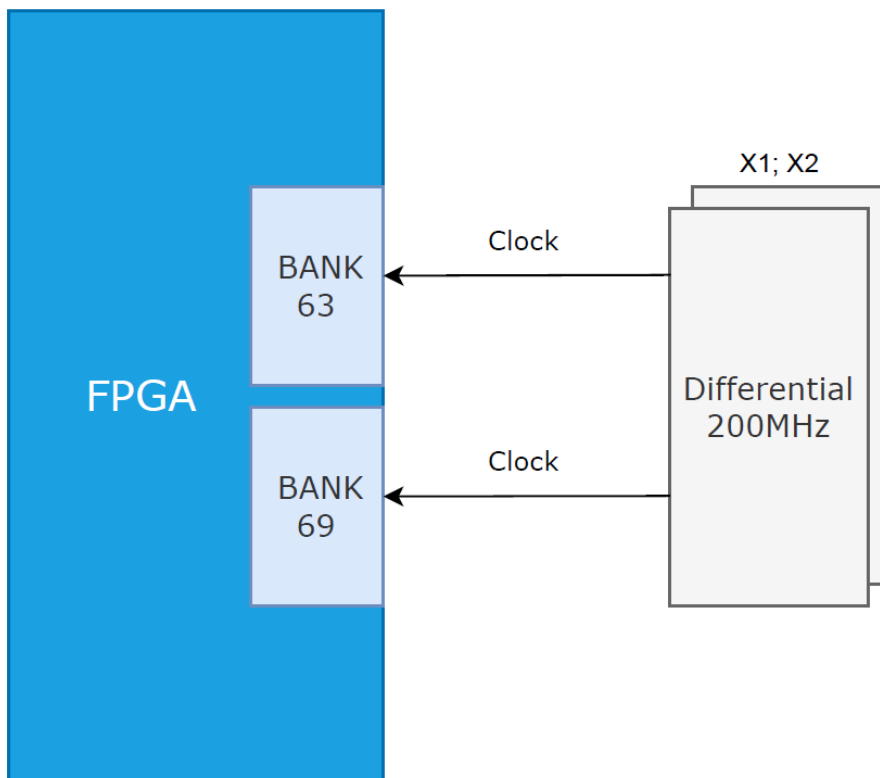 X1; X2
Clock
BANK
63
FPGA
Differential
200MHz
Clock
BANK
69